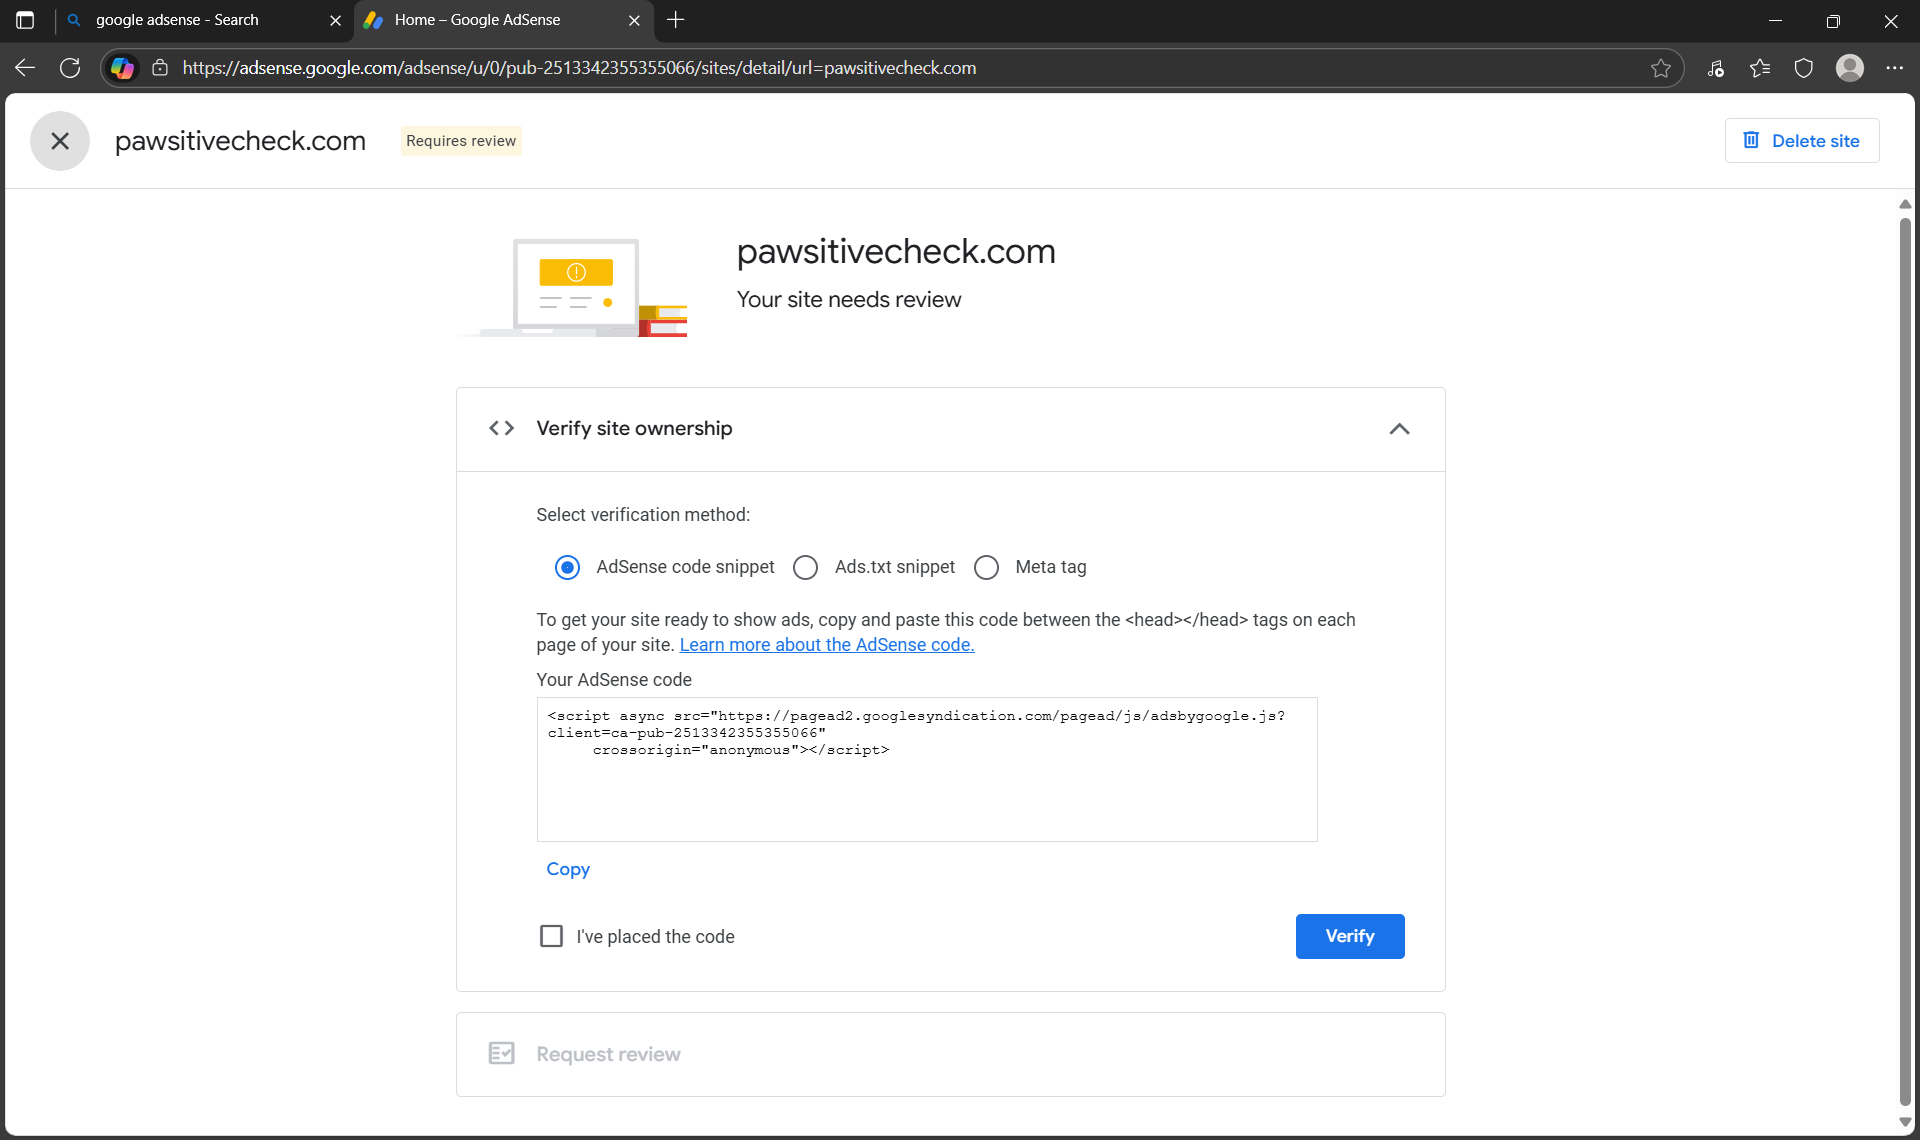 google adsense - Search
Home – Google AdSense
https://adsense.google.com/adsense/u/0/pub-2513342355355066/sites/detail/url=pawsitivecheck.com
pawsitivecheck.com
Requires review
Delete site
pawsitivecheck.com
Your site needs review
Verify site ownership
Select verification method:
AdSense code snippet
Ads.txt snippet
Meta tag
To get your site ready to show ads, copy and paste this code between the <head></head> tags on each
page of your site. Learn more about the AdSense code.
Your AdSense code
<script async src="https://pagead2.googlesyndication.com/pagead/js/adsbygoogle.js?
client=ca-pub-2513342355355066"
     crossorigin="anonymous"></script>
Copy
I've placed the code
Verify
Request review